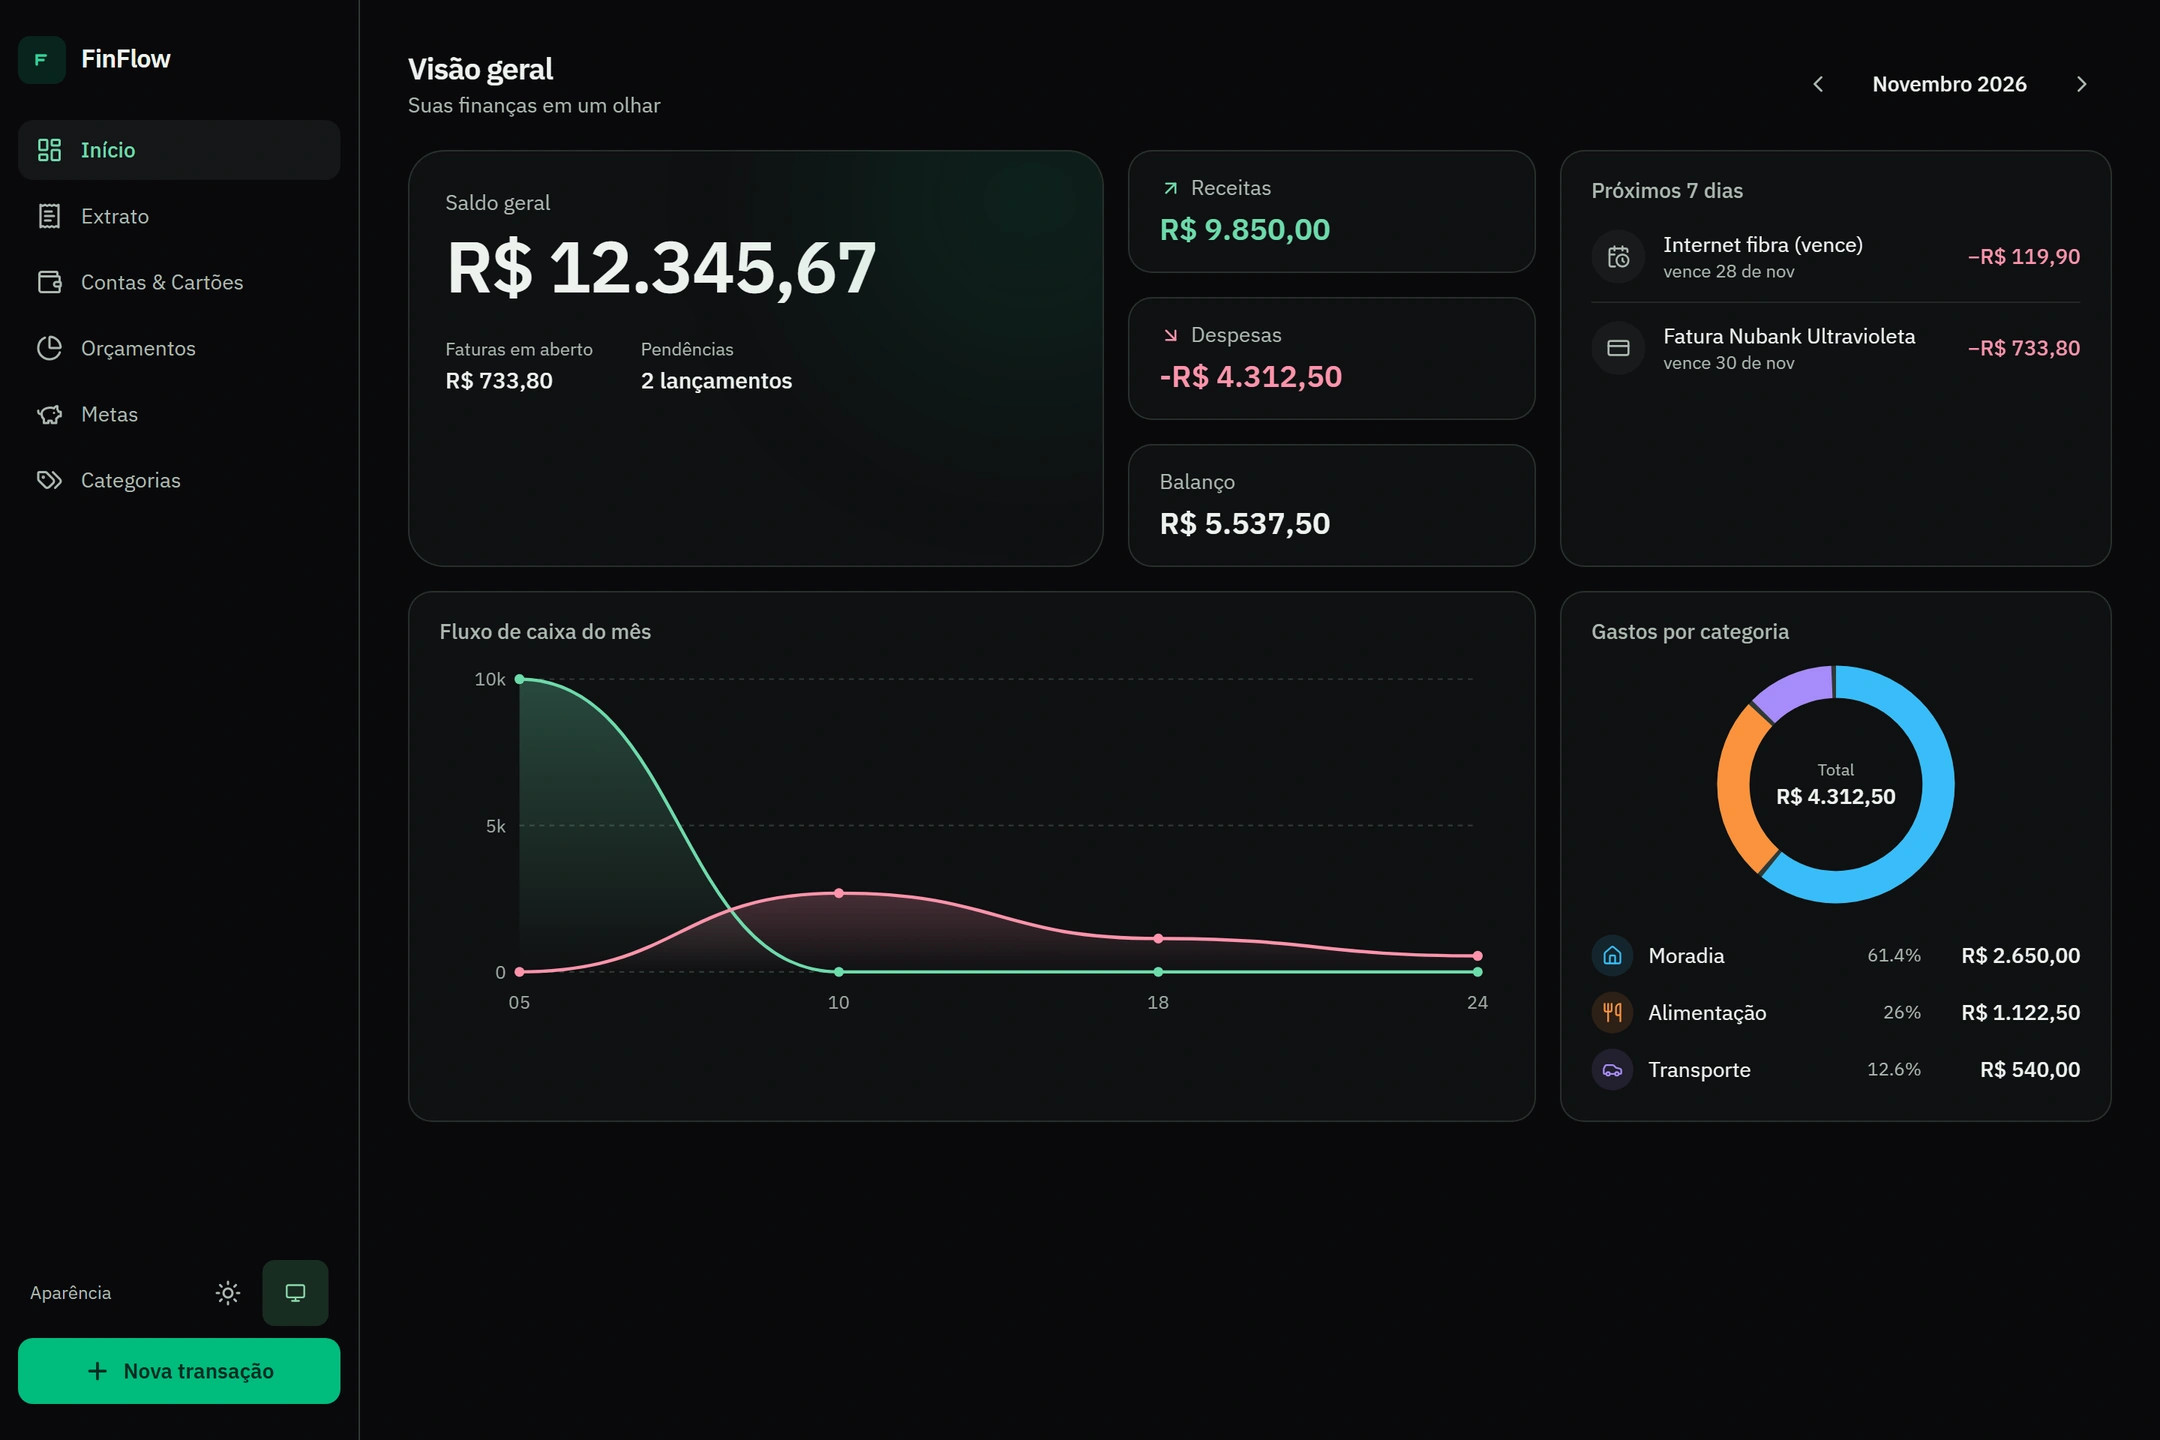 F
FinFlow
Início
Extrato
Contas & Cartões
Orçamentos
Metas
Categorias
Aparência
Nova transação
Visão geral
Suas finanças em um olhar
Novembro 2026
Saldo geral
R$ 12.345,67
Faturas em aberto
R$ 733,80
Pendências
2 lançamentos
Receitas
R$ 9.850,00
Despesas
-R$ 4.312,50
Balanço
R$ 5.537,50
Próximos 7 dias
Internet fibra (vence)
vence 28 de nov
−R$ 119,90
Fatura Nubank Ultravioleta
vence 30 de nov
−R$ 733,80
Fluxo de caixa do mês
10k
5k
0
05 10 18 24
Gastos por categoria
Total
R$ 4.312,50
Moradia 61.4% R$ 2.650,00
Alimentação 26% R$ 1.122,50
Transporte 12.6% R$ 540,00